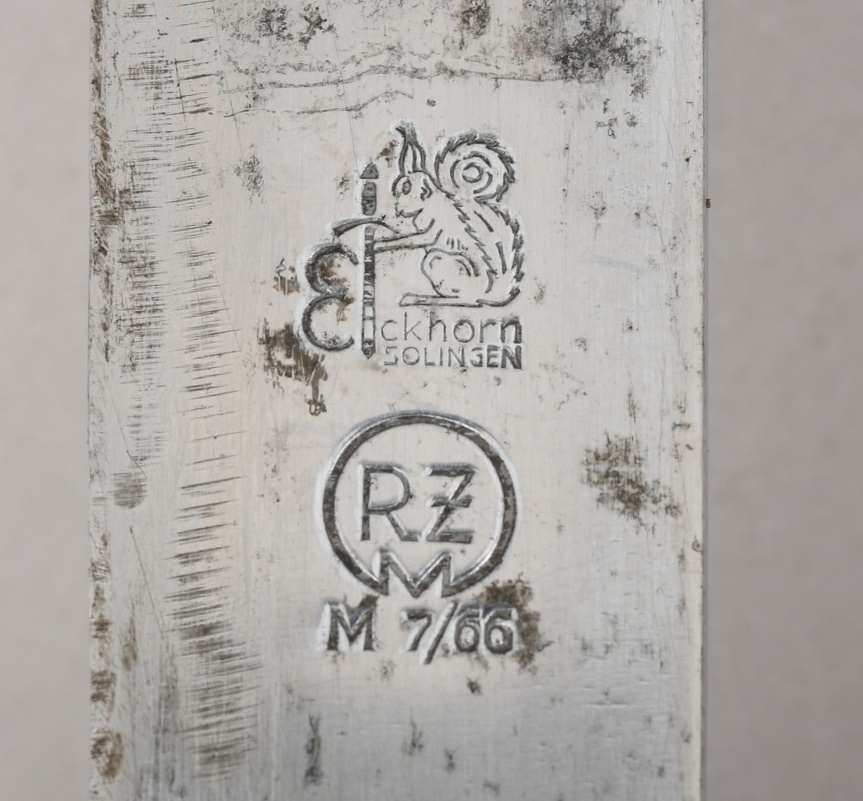 Eickhorn
SOLINGEN
RZM
M 7/66